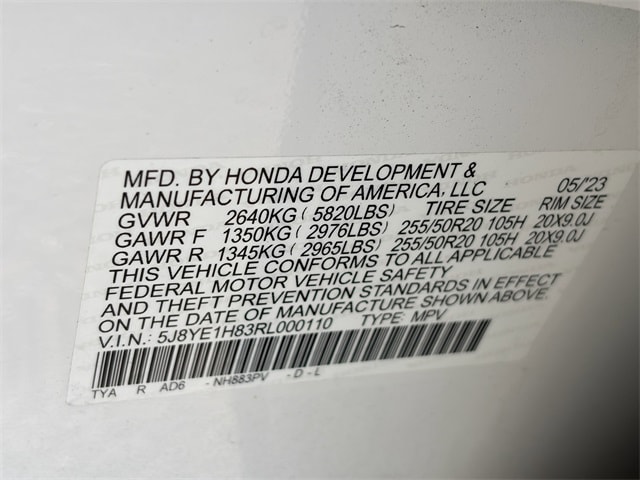 MFD. BY HONDA DEVELOPMENT &
MANUFACTURING OF AMERICA, LLC 05/'23
GVWR 2640KG ( 5820LBS) TIRE SIZE RIM SIZE
GAWR F 1350KG ( 2976LBS) 255/50R20 105H 20X9.0J
GAWR R 1345KG ( 2965LBS) 255/50R20 105H 20X9.0J
THIS VEHICLE CONFORMS TO ALL APPLICABLE
FEDERAL MOTOR VEHICLE SAFETY
AND THEFT PREVENTION STANDARDS IN EFFECT
ON THE DATE OF MANUFACTURE SHOWN ABOVE.
V.I.N.: 5J8YE1H83RL000110 TYPE: MPV
TYA R AD6 -NH883PV - D - L